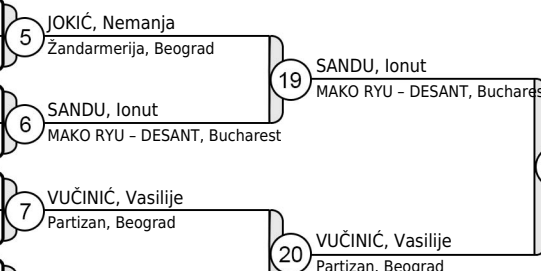 JOKIĆ, Nemanja
5
Žandarmerija, Beograd
SANDU, Ionut
19
MAKO RYU – DESANT, Bucharest
SANDU, Ionut
6
MAKO RYU – DESANT, Bucharest
VUČINIĆ, Vasilije
7
Partizan, Beograd
VUČINIĆ, Vasilije
20
Partizan, Beograd